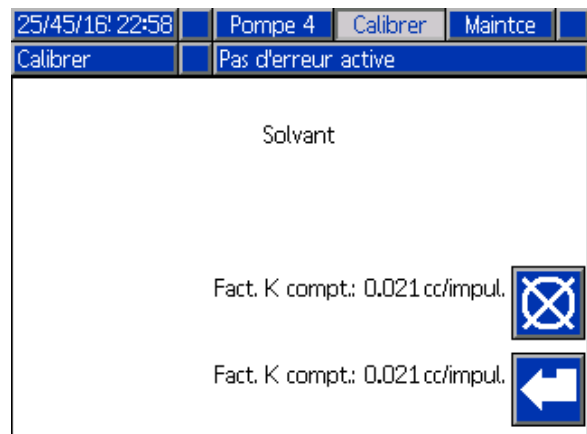 25/45/16 22:58 Pompe 4 Calibrer Maintce
Calibrer Pas d'erreur active
Solvant
Fact. K compt.: 0.021 cc/impul.
Fact. K compt.: 0.021 cc/impul.